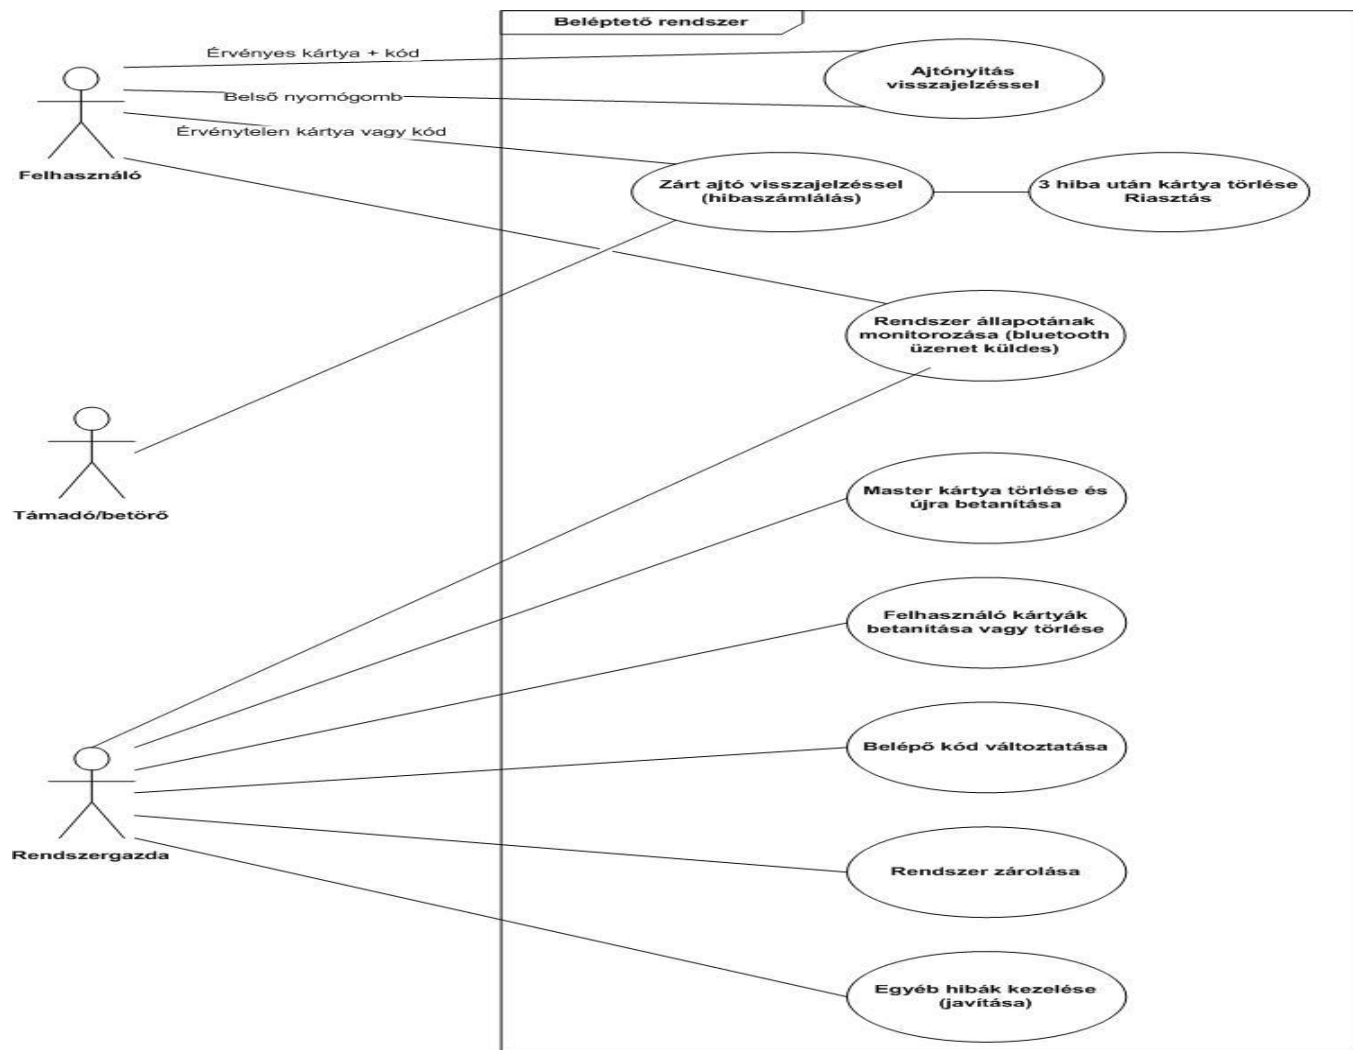 Beléptető rendszer
Érvényes kártya + kód
Ajtónyitás
visszajelzéssel
Belső nyomógomb
Érvénytelen kártya vagy kód
Felhasználó
Zárt ajtó visszajelzéssel
(hibaszámlálás)
3 hiba után kártya törlése
Riasztás
Rendszer állapotának
monitorozása (bluetooth
üzenet küldes)
Támadó/betörő
Master kártya törlése és
újra betanítása
Felhasználó kártyák
betanítása vagy törlése
Belépő kód változtatása
Rendszergazda
Rendszer zárolása
Egyéb hibák kezelése
(javítása)